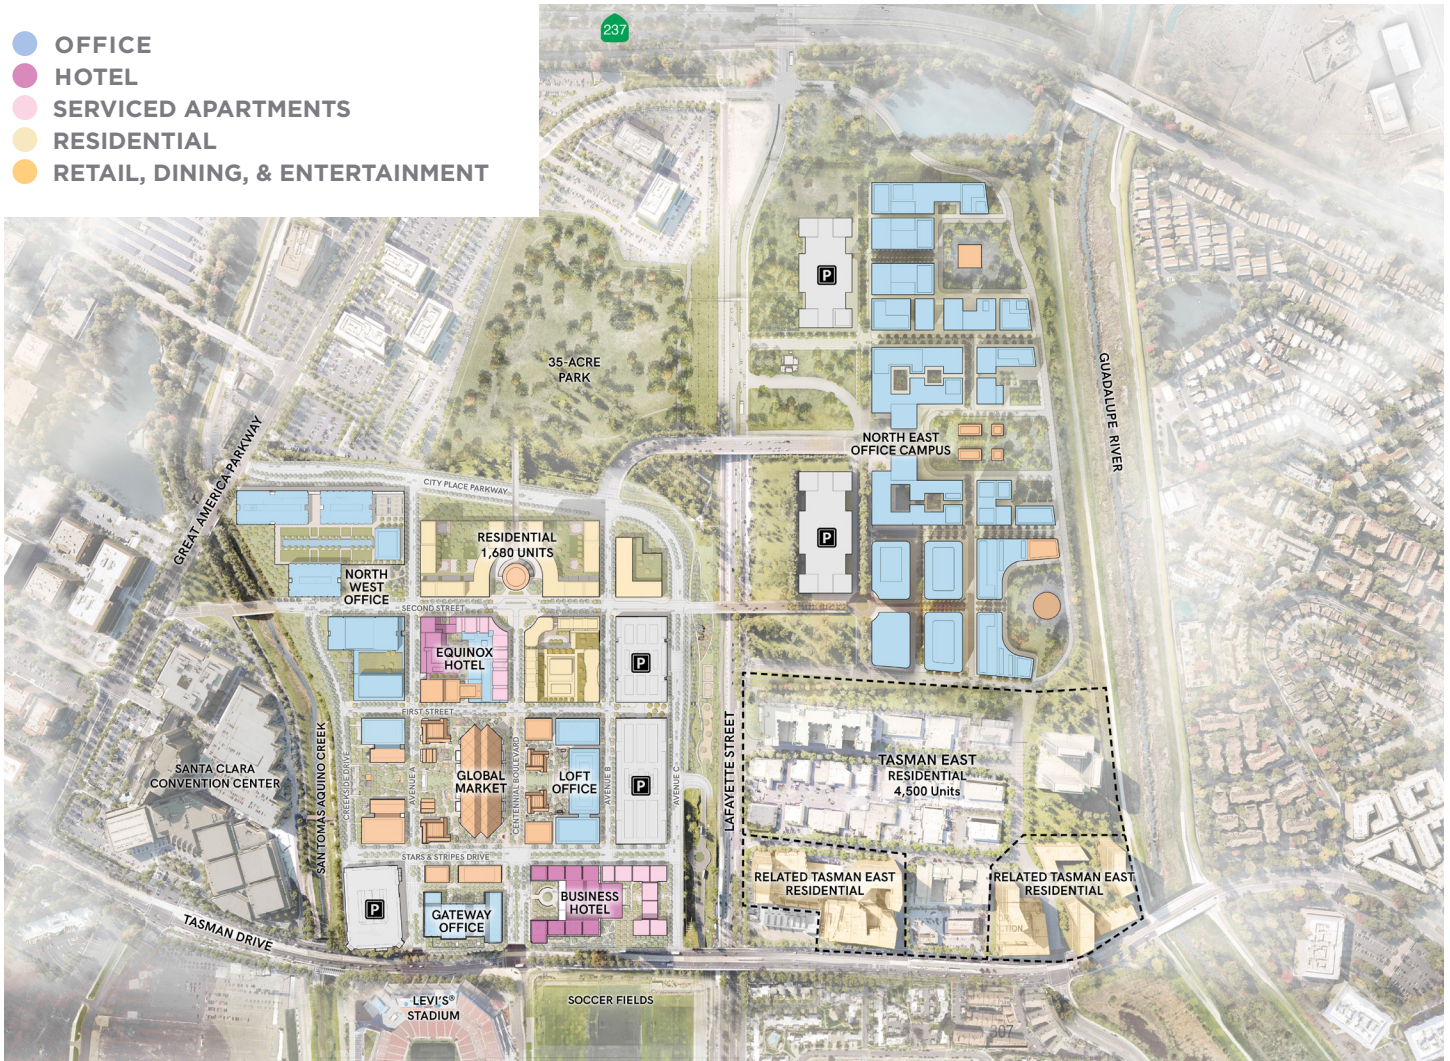 237
OFFICE
HOTEL
SERVICED APARTMENTS
RESIDENTIAL
RETAIL, DINING, & ENTERTAINMENT
P
35-ACRE
PARK
GUADALUPE RIVER
GREAT AMERICA PARKWAY
NORTH EAST
OFFICE CAMPUS
CITY PLACE PARKWAY
P
RESIDENTIAL
1,680 UNITS
NORTH
WEST
OFFICE
SECOND STREET
EQUINOX
HOTEL
P
FIRST STREET
LAFAYETTE STREET
SAN TOMAS AQUINO CREEK
CREEKSIDE DRIVE
AVENUE A
CENTENNIAL BOULEVARD
AVENUE B
AVENUE C
SANTA CLARA
CONVENTION CENTER
GLOBAL
MARKET
LOFT
OFFICE
P
TASMAN EAST
RESIDENTIAL
4,500 Units
STARS & STRIPES DRIVE
RELATED TASMAN EAST
RESIDENTIAL
RELATED TASMAN EAST
RESIDENTIAL
P
GATEWAY
OFFICE
BUSINESS
HOTEL
TASMAN DRIVE
CTION
LEVI'S®
STADIUM
SOCCER FIELDS
307